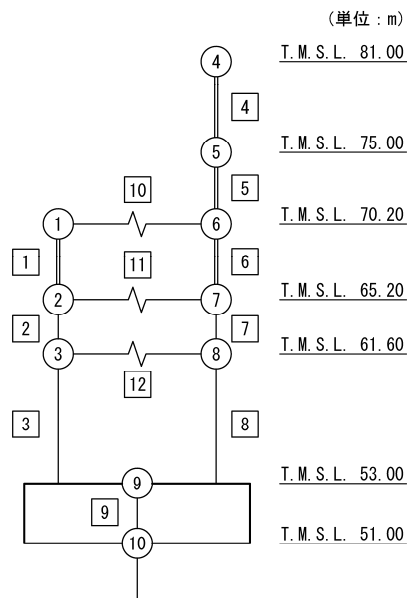 (単位:m)
④ T.M.S.L. 81.00
4
⑤ T.M.S.L. 75.00
10 5
① ⑥ T.M.S.L. 70.20
1 11 6
② ⑦ T.M.S.L. 65.20
2 7
③ ⑧ T.M.S.L. 61.60
12
3 8
⑨ T.M.S.L. 53.00
9
⑩ T.M.S.L. 51.00